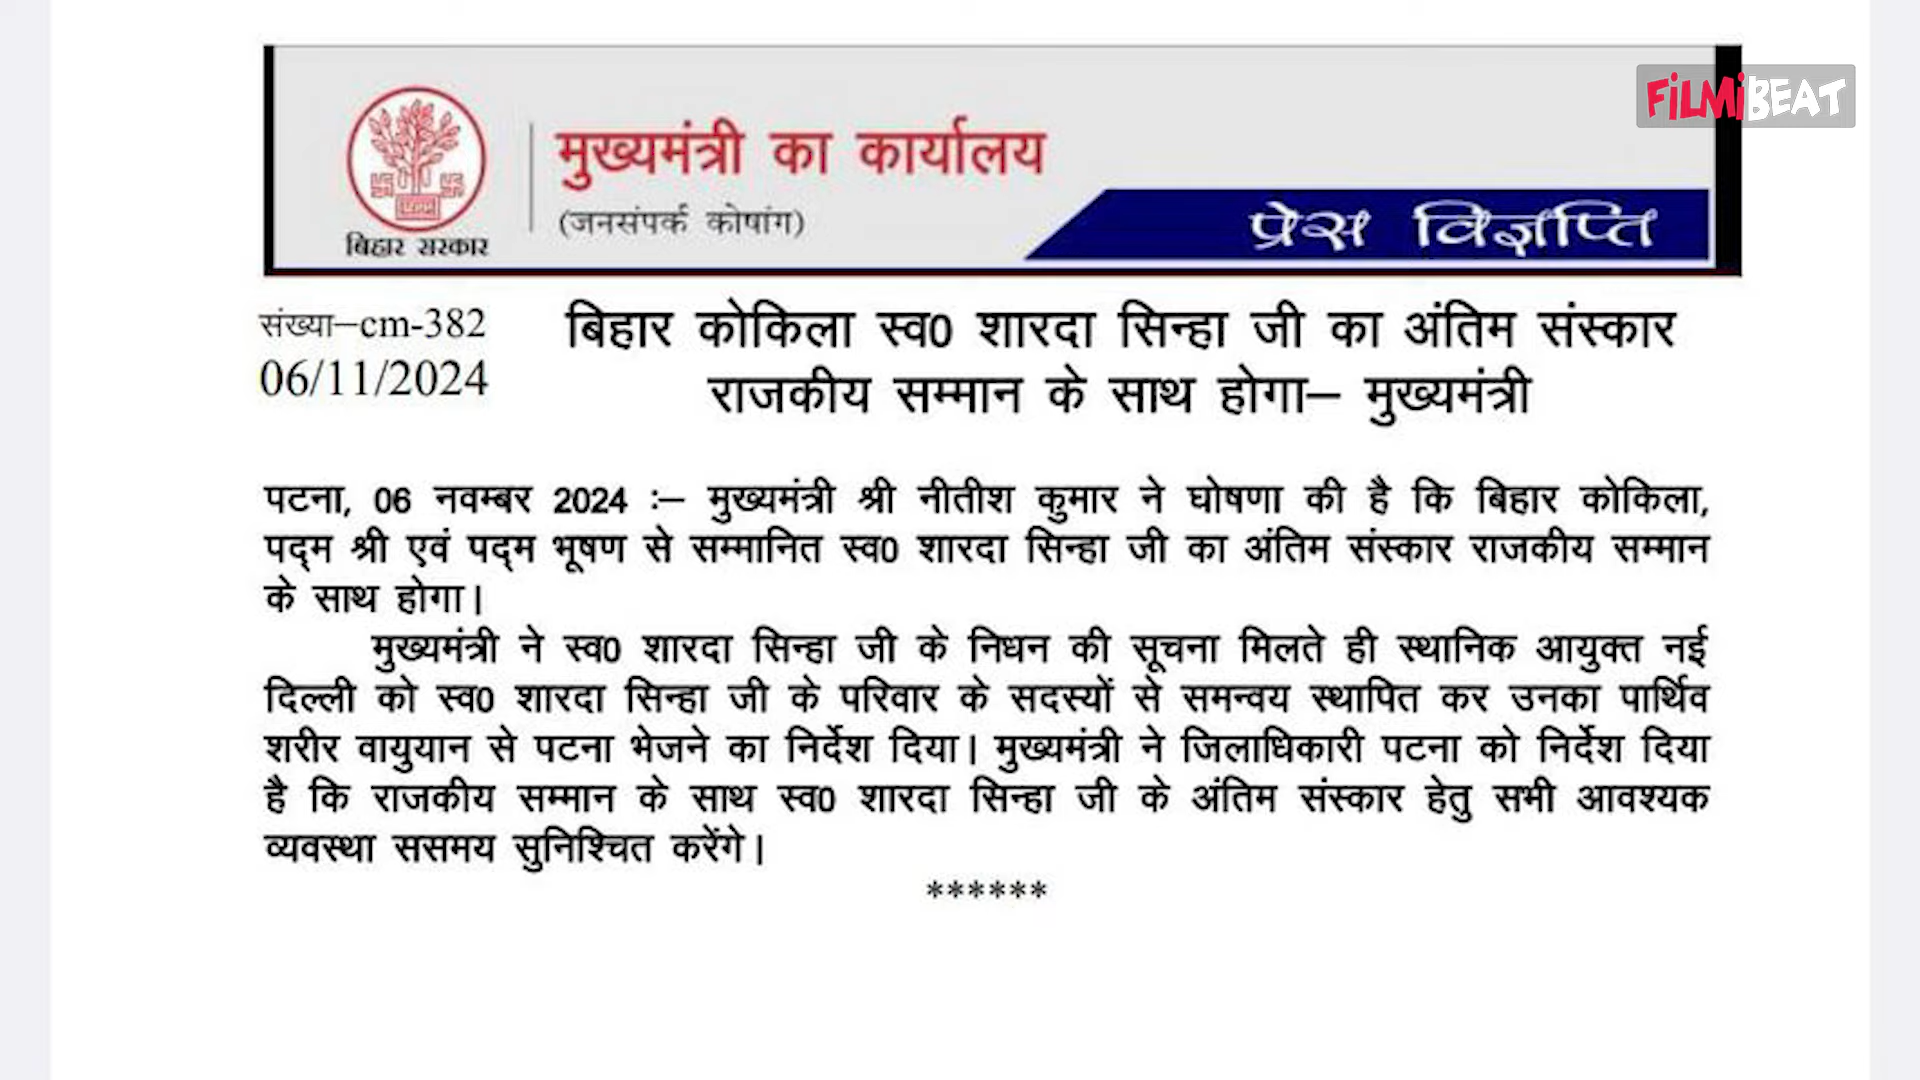 FiLMiBEAT
मुख्यमंत्री का कार्यालय
(जनसंपर्क कोषांग)
बिहार सरकार
प्रेस विज्ञप्ति
संख्या–cm-382
06/11/2024
बिहार कोकिला स्व0 शारदा सिन्हा जी का अंतिम संस्कार
राजकीय सम्मान के साथ होगा– मुख्यमंत्री
पटना, 06 नवम्बर 2024 :– मुख्यमंत्री श्री नीतीश कुमार ने घोषणा की है कि बिहार कोकिला,
पद्म श्री एवं पद्म भूषण से सम्मानित स्व0 शारदा सिन्हा जी का अंतिम संस्कार राजकीय सम्मान
के साथ होगा।
मुख्यमंत्री ने स्व0 शारदा सिन्हा जी के निधन की सूचना मिलते ही स्थानिक आयुक्त नई
दिल्ली को स्व0 शारदा सिन्हा जी के परिवार के सदस्यों से समन्वय स्थापित कर उनका पार्थिव
शरीर वायुयान से पटना भेजने का निर्देश दिया। मुख्यमंत्री ने जिलाधिकारी पटना को निर्देश दिया
है कि राजकीय सम्मान के साथ स्व0 शारदा सिन्हा जी के अंतिम संस्कार हेतु सभी आवश्यक
व्यवस्था ससमय सुनिश्चित करेंगे।
******